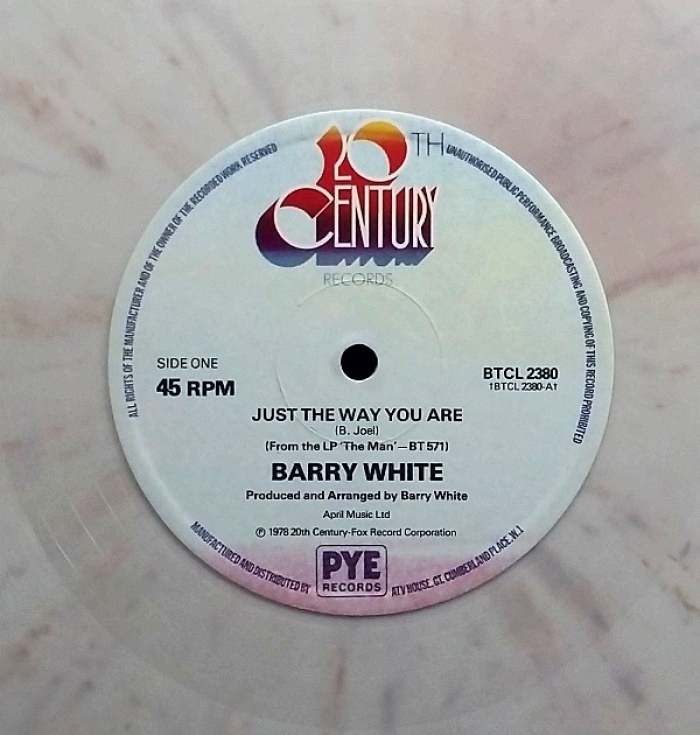 20TH
CENTURY
RECORDS
ALL RIGHTS OF THE MANUFACTURER AND OF THE OWNER OF THE RECORDED WORK RESERVED
UNAUTHORISED PUBLIC PERFORMANCE BROADCASTING AND COPYING OF THIS RECORD PROHIBITED
SIDE ONE
45 RPM
BTCL 2380
†BTCL 2380-A†
JUST THE WAY YOU ARE
(B. Joel)
(From the LP 'The Man'—BT 571)
BARRY WHITE
Produced and Arranged by Barry White
April Music Ltd
℗ 1978 20th Century-Fox Record Corporation
MANUFACTURED AND DISTRIBUTED BY
PYE
RECORDS
ATV HOUSE, GT. CUMBERLAND PLACE, W.1